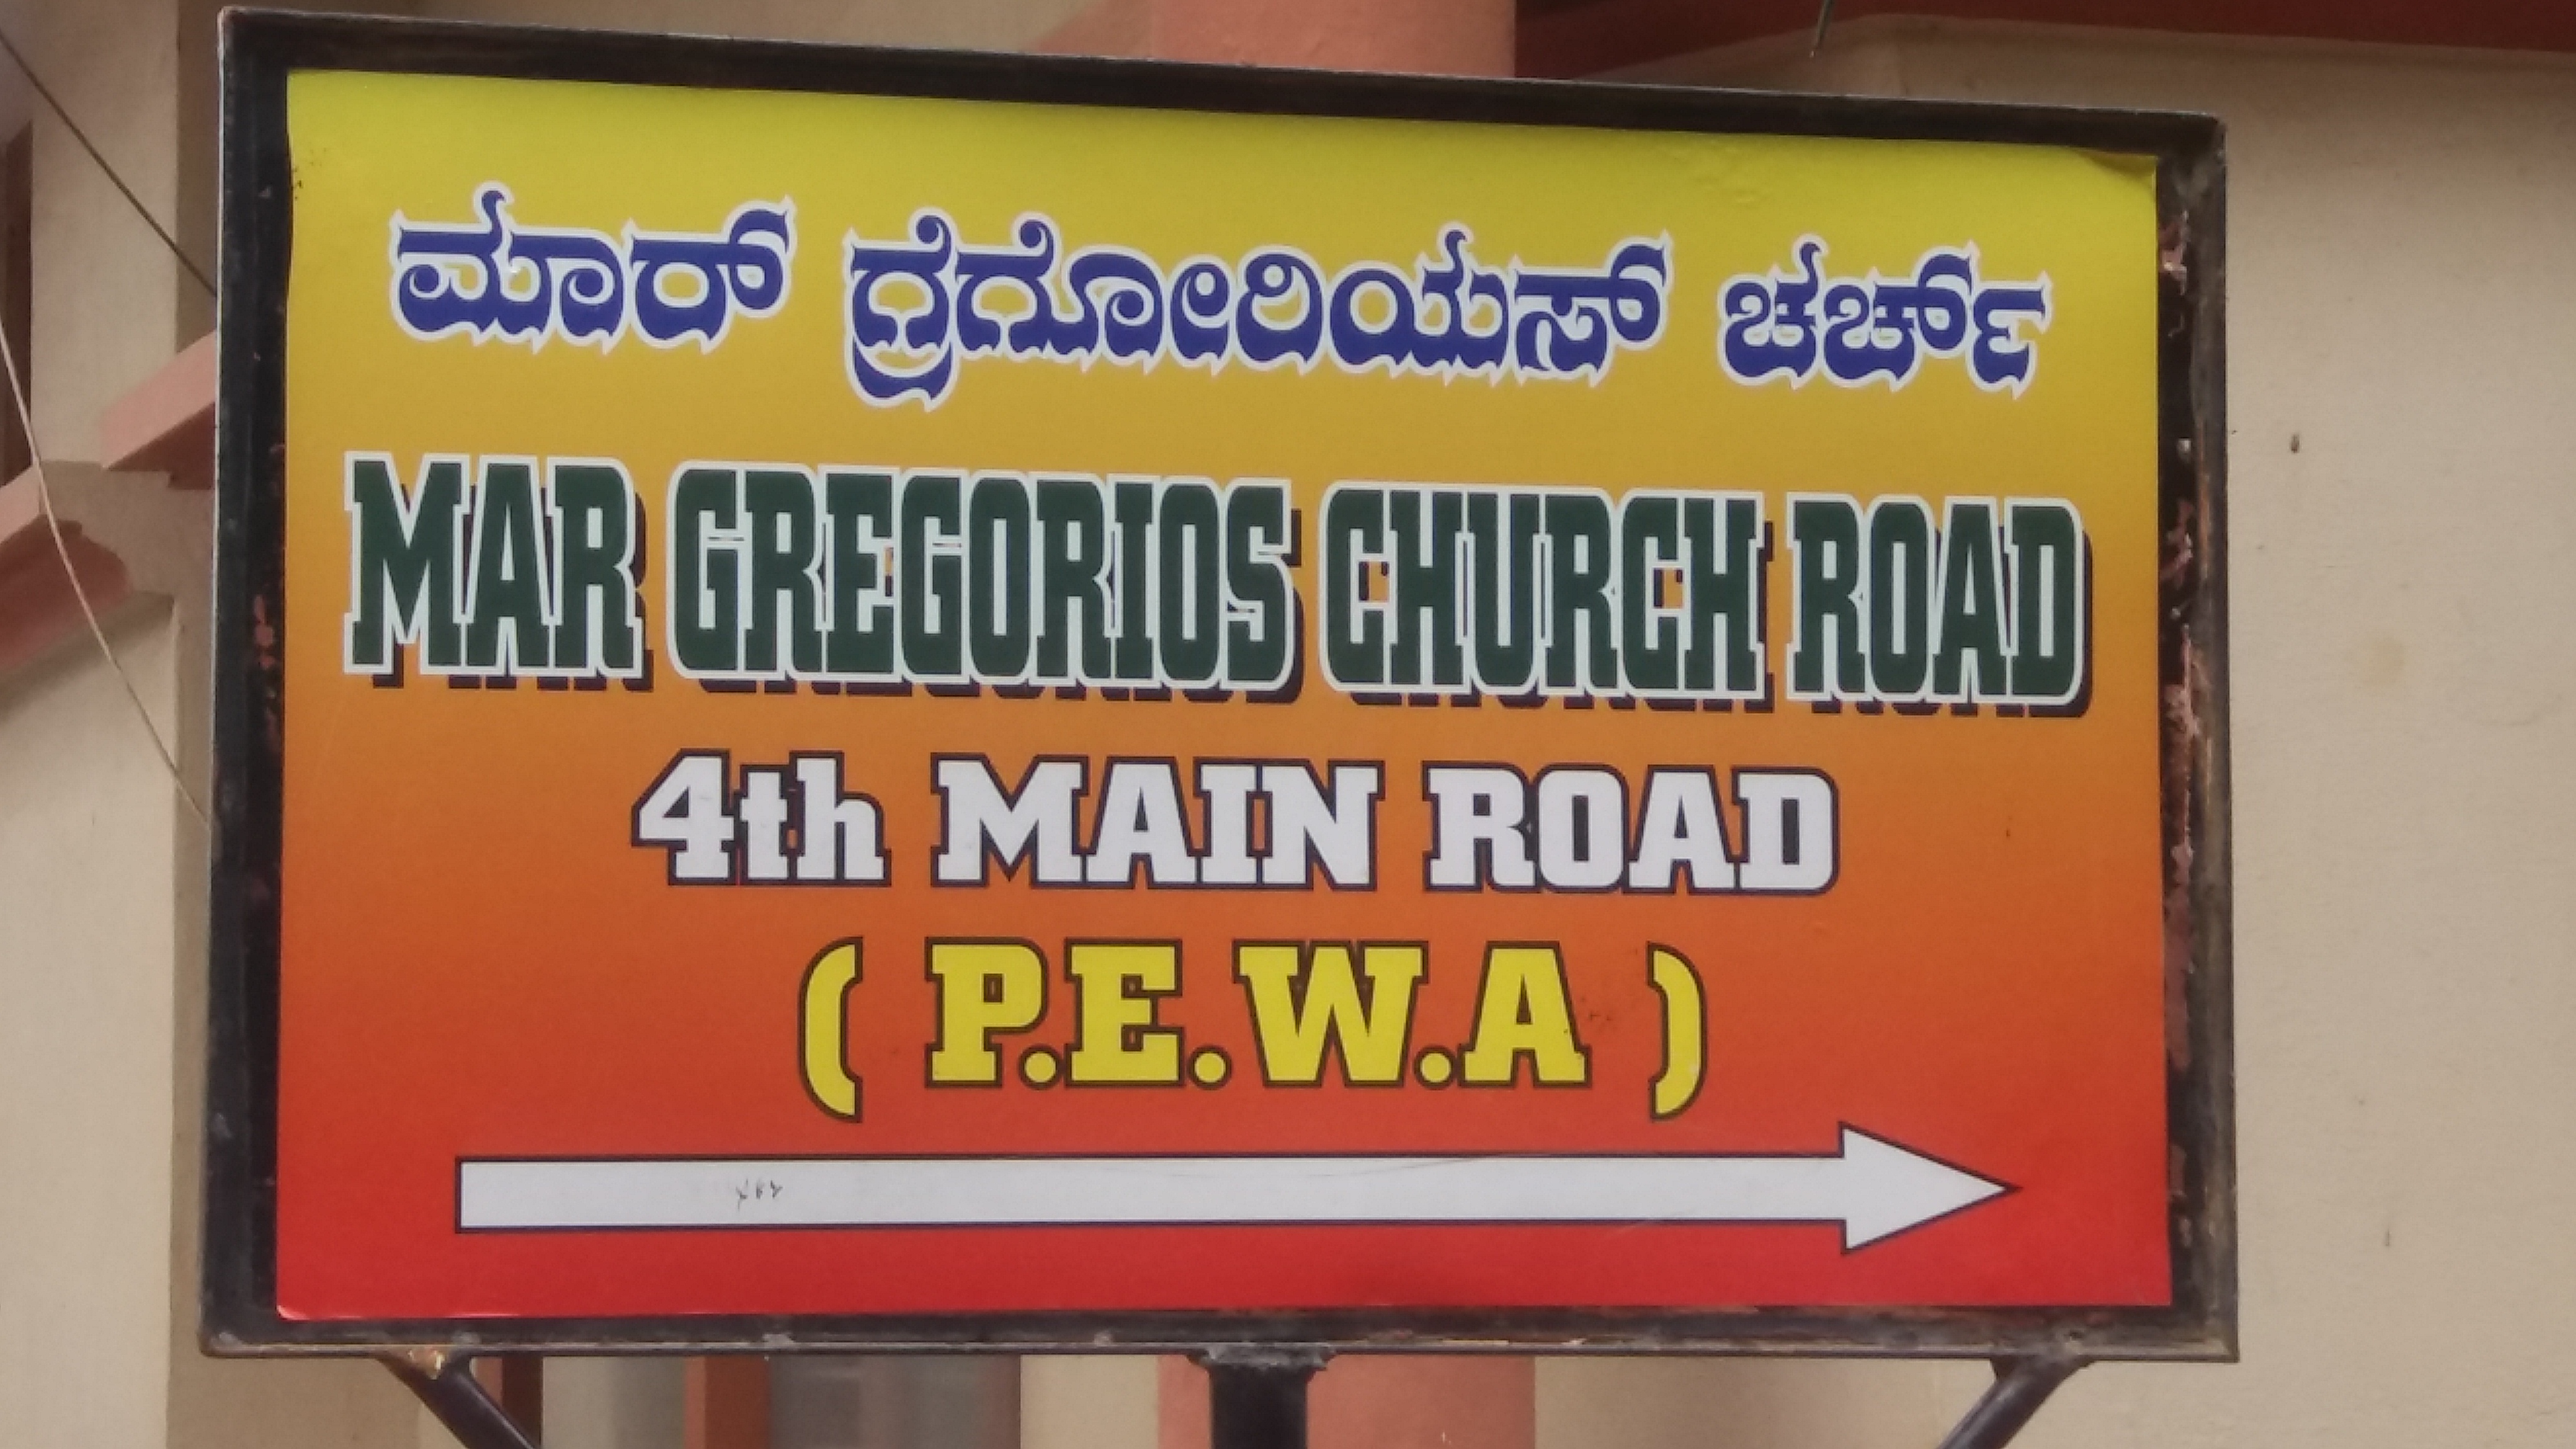 ಮಾರ್ ಗ್ರೆಗೋರಿಯಸ್ ಚರ್ಚ್
MAR GREGORIOS CHURCH ROAD
4th MAIN ROAD
( P.E.W.A )